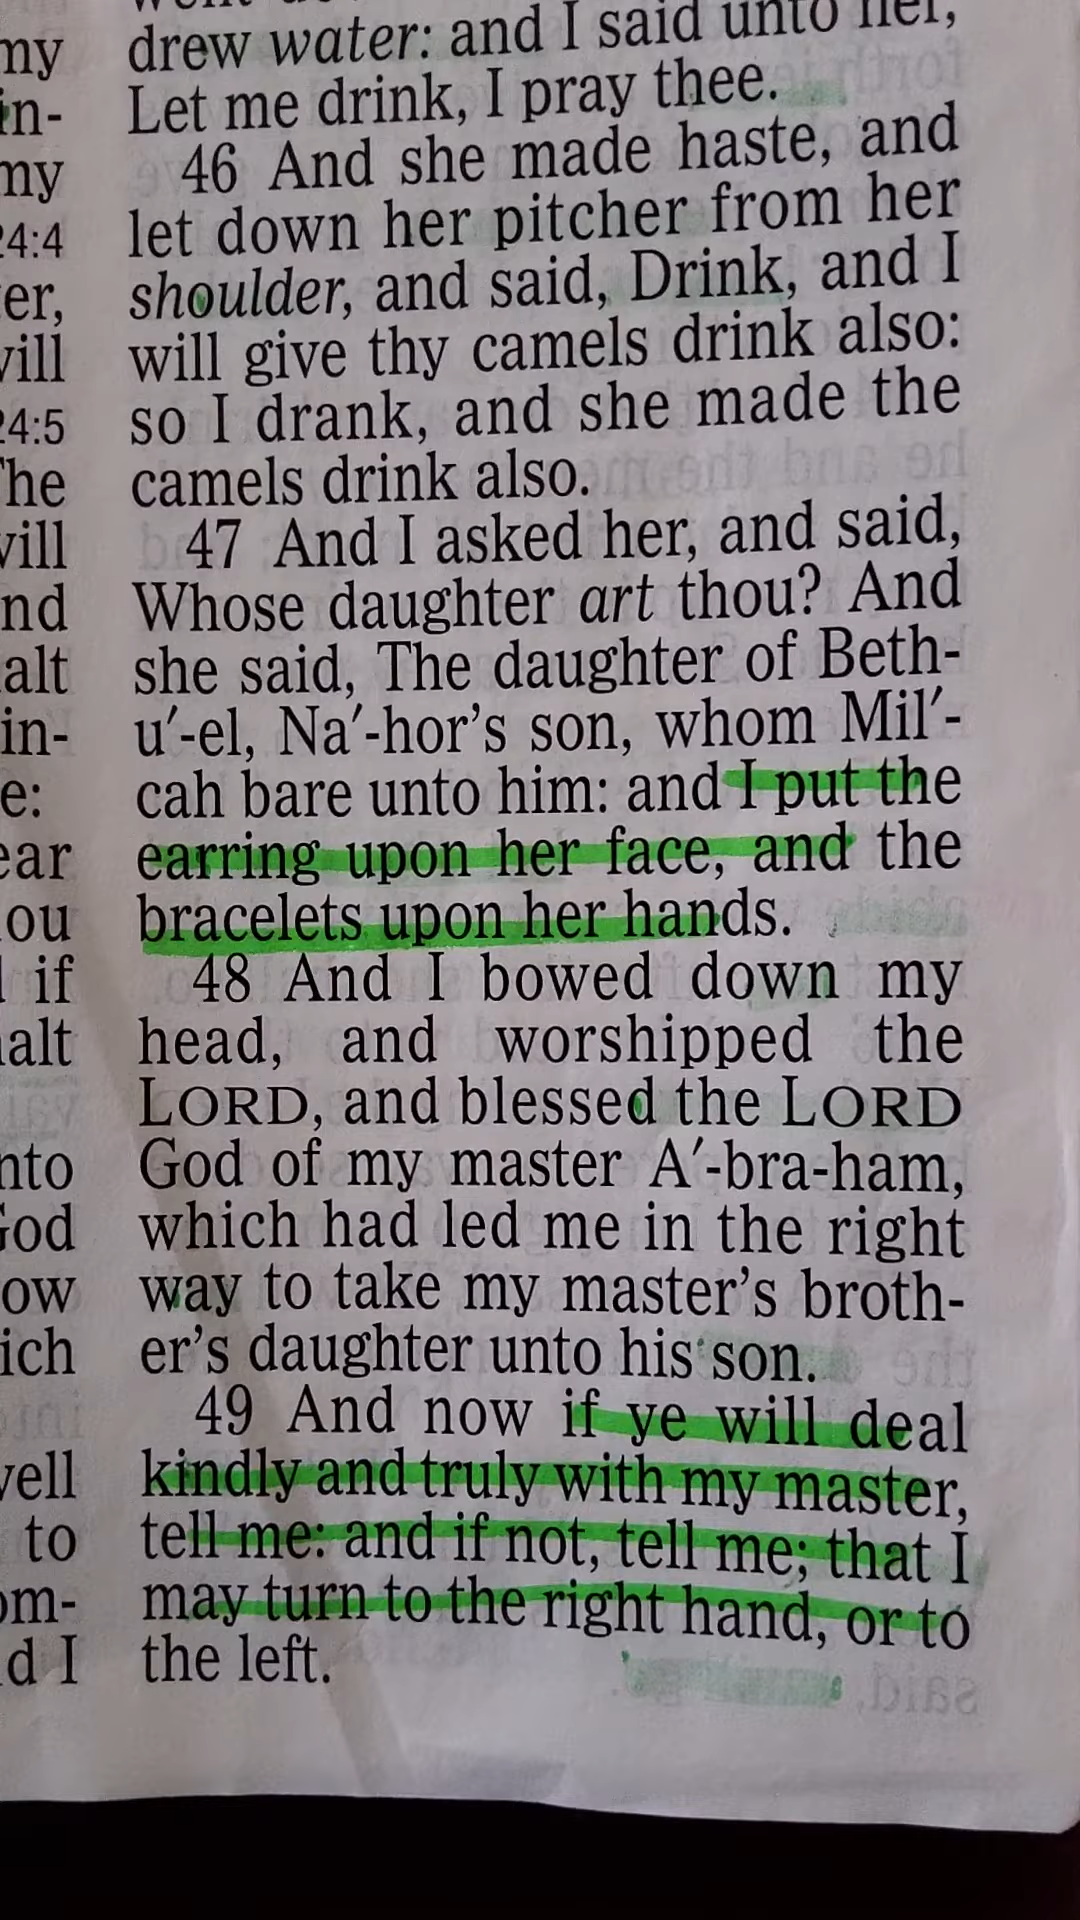 my
in-
my
24:4
er,
will
24:5
The
will
nd
alt
in-
e:
ear
ou
if
alt
nto
God
ow
ich
well
to
om-
d I
drew water: and I said unto her,
Let me drink, I pray thee.
46 And she made haste, and
let down her pitcher from her
shoulder, and said, Drink, and I
will give thy camels drink also:
so I drank, and she made the
camels drink also.
47 And I asked her, and said,
Whose daughter art thou? And
she said, The daughter of Beth-
u′-el, Na′-hor’s son, whom Mil′-
cah bare unto him: and I put the
earring upon her face, and the
bracelets upon her hands.
48 And I bowed down my
head, and worshipped the
LORD, and blessed the LORD
God of my master A′-bra-ham,
which had led me in the right
way to take my master’s broth-
er’s daughter unto his son.
49 And now if ye will deal
kindly and truly with my master,
tell me: and if not, tell me; that I
may turn to the right hand, or to
the left.